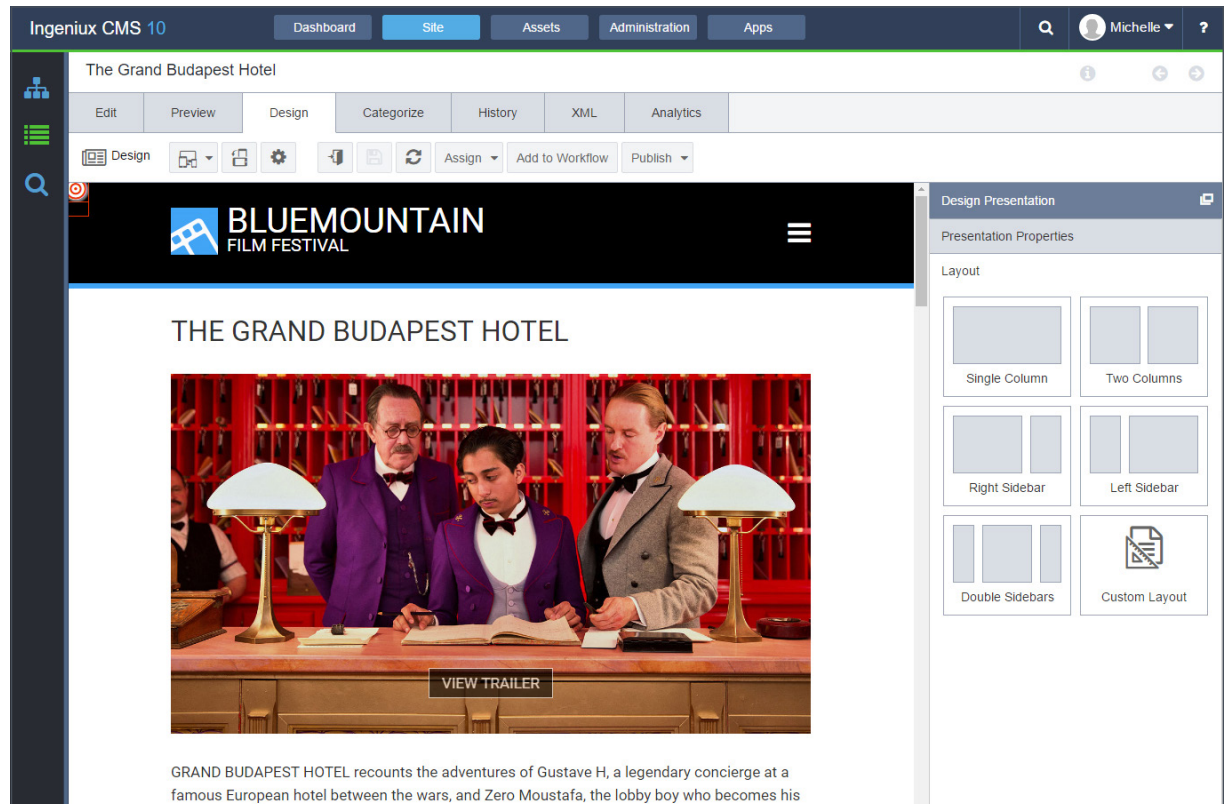 Ingeniux CMS 10
Dashboard
Site
Assets
Administration
Apps
Michelle
?
The Grand Budapest Hotel
Edit
Preview
Design
Categorize
History
XML
Analytics
Design
Assign
Add to Workflow
Publish
BLUEMOUNTAIN
FILM FESTIVAL
THE GRAND BUDAPEST HOTEL
VIEW TRAILER
GRAND BUDAPEST HOTEL recounts the adventures of Gustave H, a legendary concierge at a
famous European hotel between the wars, and Zero Moustafa, the lobby boy who becomes his
Design Presentation
Presentation Properties
Layout
Single Column
Two Columns
Right Sidebar
Left Sidebar
Double Sidebars
Custom Layout